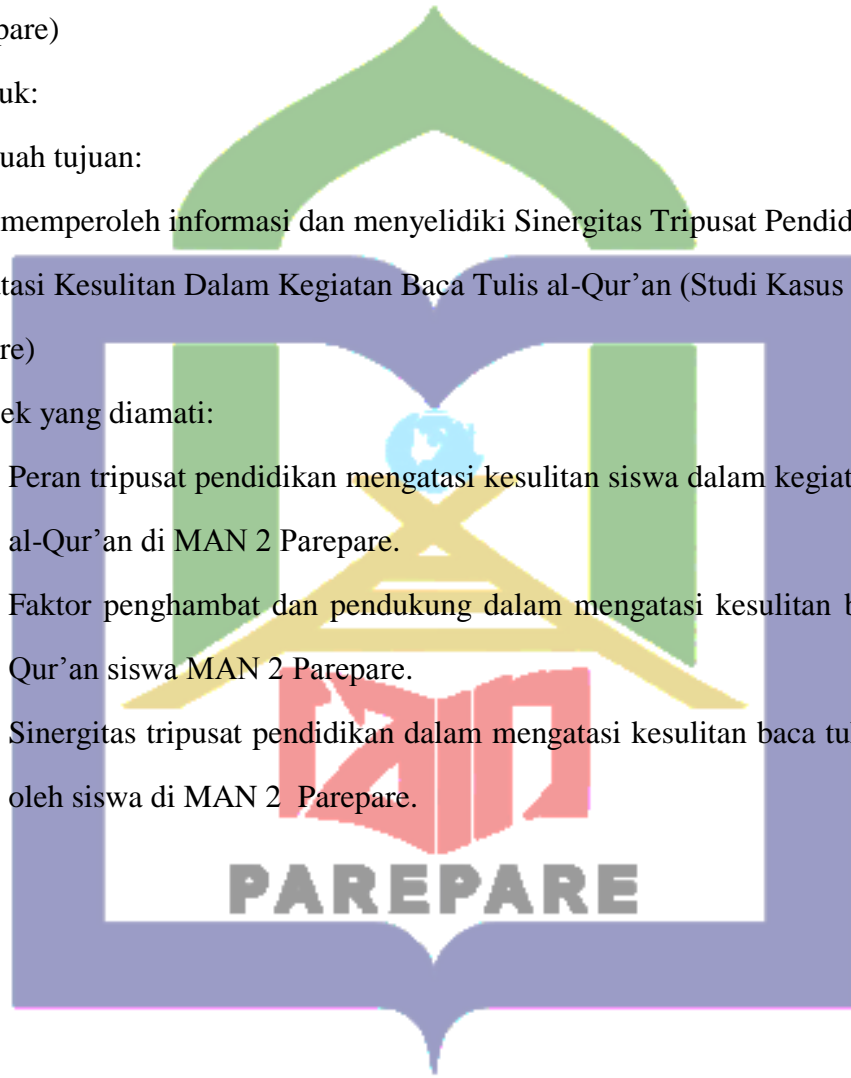 pare)
uk:
uah tujuan:
memperoleh informasi dan menyelidiki Sinergitas Tripusat Pendid
tasi Kesulitan Dalam Kegiatan Baca Tulis al-Qur’an (Studi Kasus
re)
ek yang diamati:
Peran tripusat pendidikan mengatasi kesulitan siswa dalam kegiat
al-Qur’an di MAN 2 Parepare.
Faktor penghambat dan pendukung dalam mengatasi kesulitan b
Qur’an siswa MAN 2 Parepare.
Sinergitas tripusat pendidikan dalam mengatasi kesulitan baca tul
oleh siswa di MAN 2 Parepare.
PAREPARE